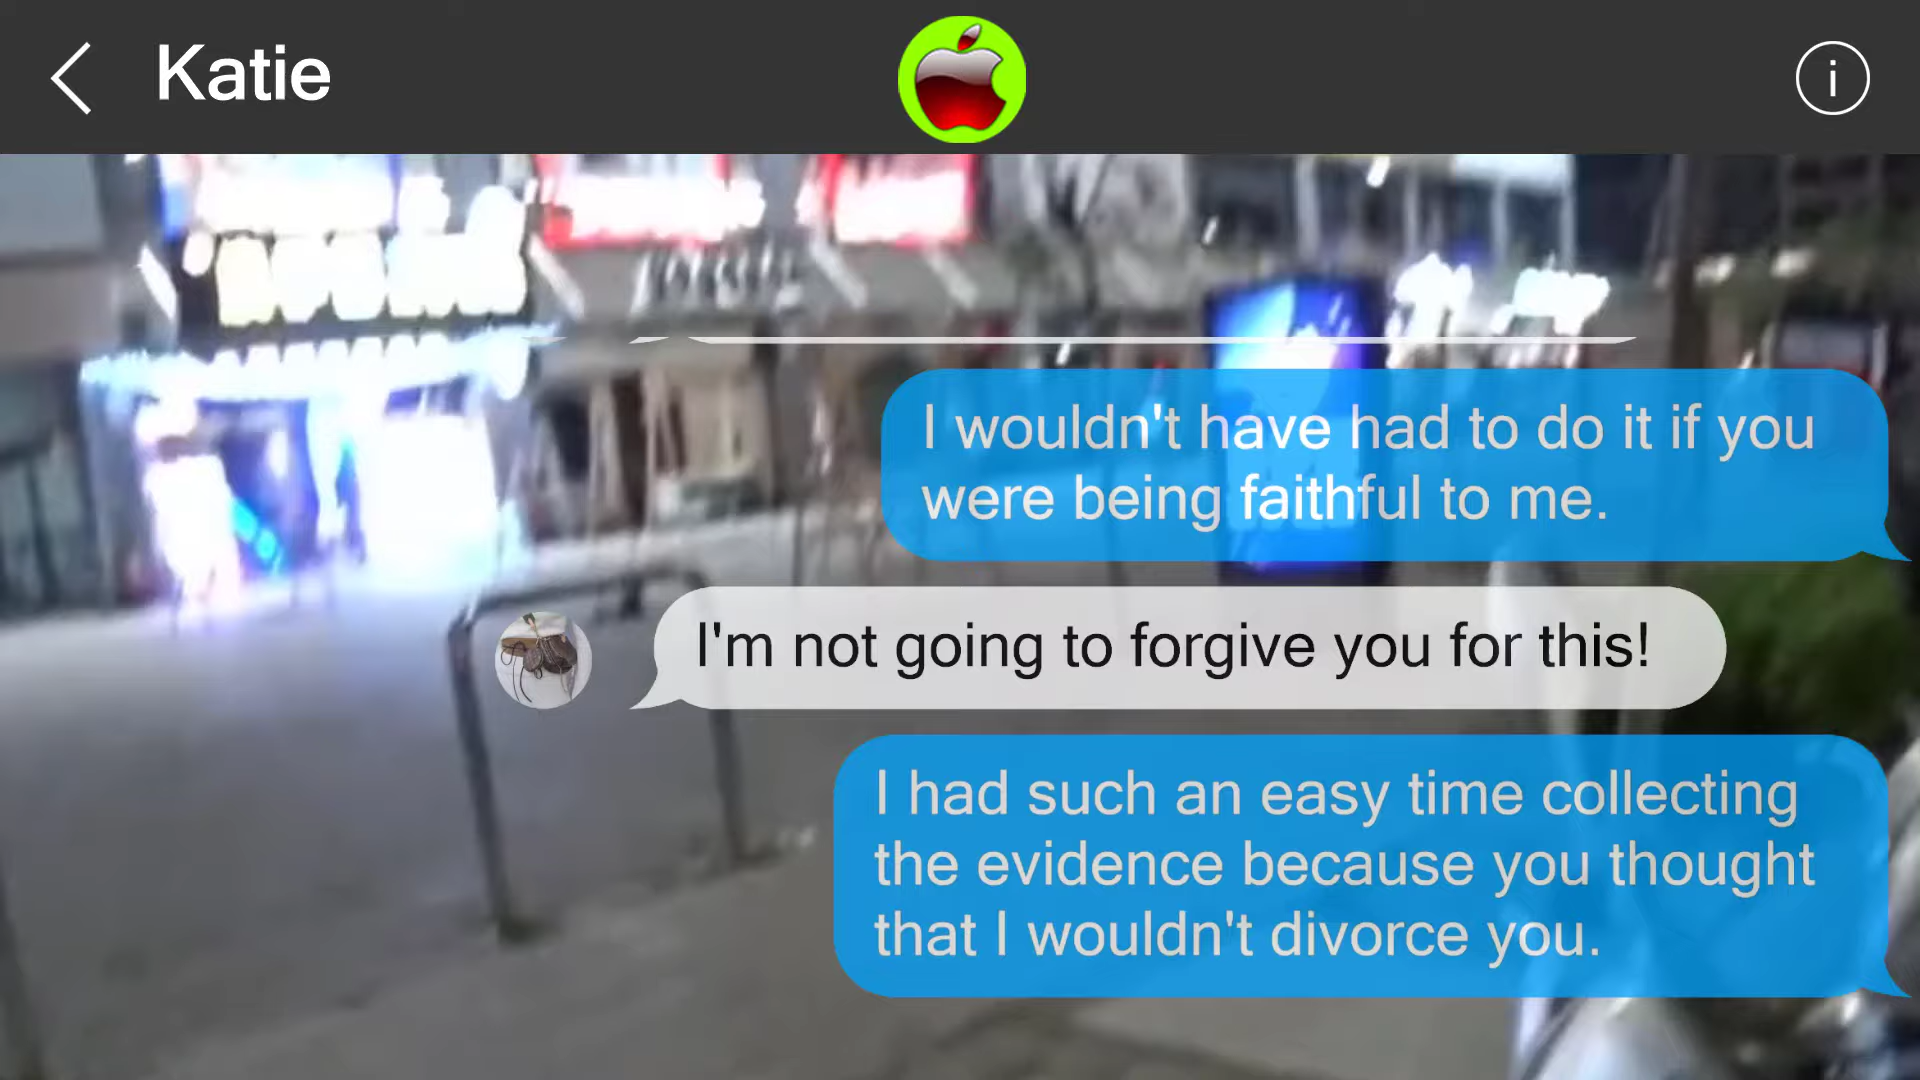 Katie
I wouldn't have had to do it if you
were being faithful to me.
I'm not going to forgive you for this!
I had such an easy time collecting
the evidence because you thought
that I wouldn't divorce you.